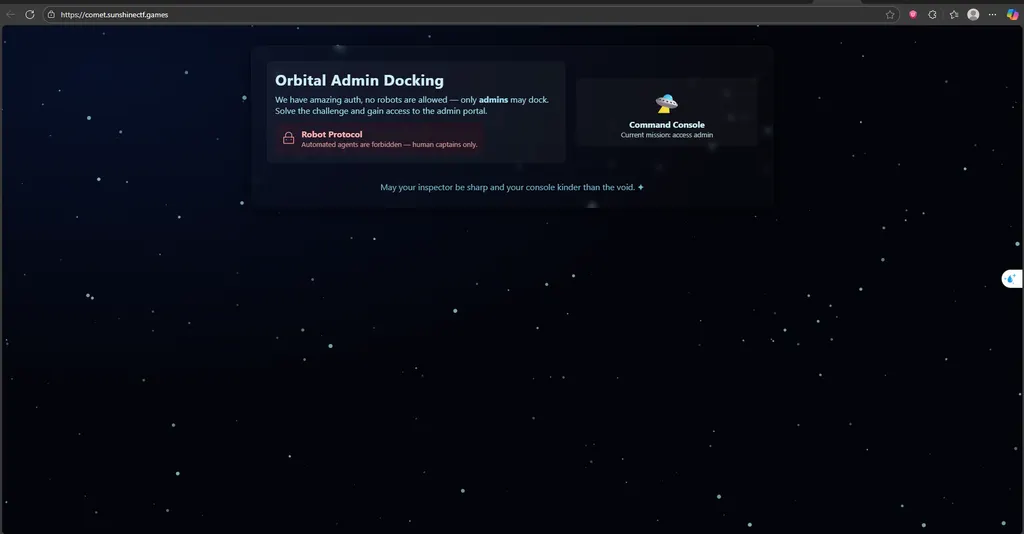 https://comet.sunshinectf.games
Orbital Admin Docking
We have amazing auth, no robots are allowed — only admins may dock.
Solve the challenge and gain access to the admin portal.
Robot Protocol
Automated agents are forbidden — human captains only.
Command Console
Current mission: access admin
May your inspector be sharp and your console kinder than the void. ✦